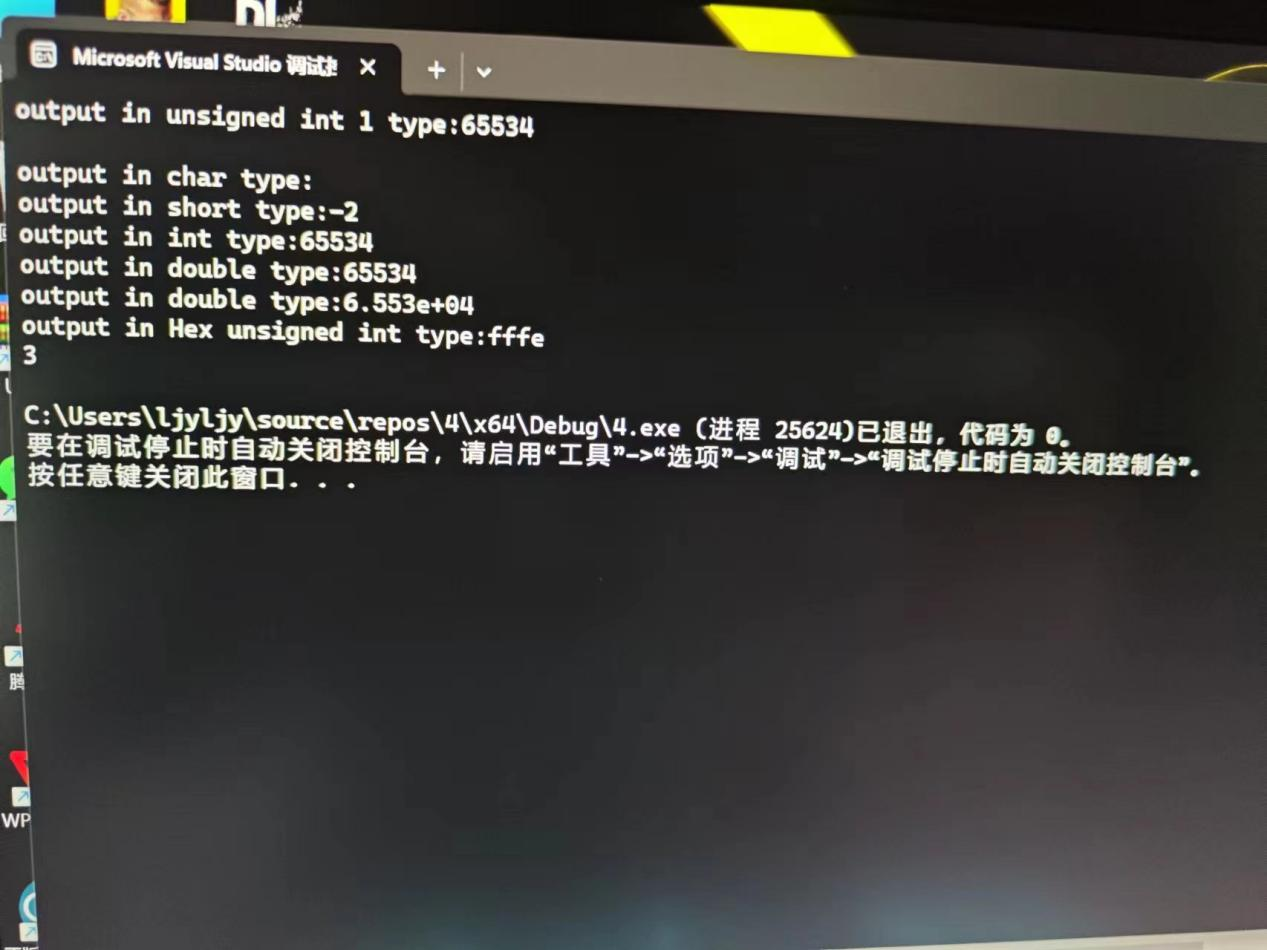 Microsoft Visual Studio 调试
output in unsigned int 1 type:65534
output in char type:
output in short type:-2
output in int type:65534
output in double type:65534
output in double type:6.553e+04
output in Hex unsigned int type:fffe
3
C:\Users\ljyljy\source\repos\4\x64\Debug\4.exe (进程 25624)已退出，代码为 0。
要在调试停止时自动关闭控制台，请启用“工具”->“选项”->“调试”->“调试停止时自动关闭控制台”。
按任意键关闭此窗口. . .
腾
WP